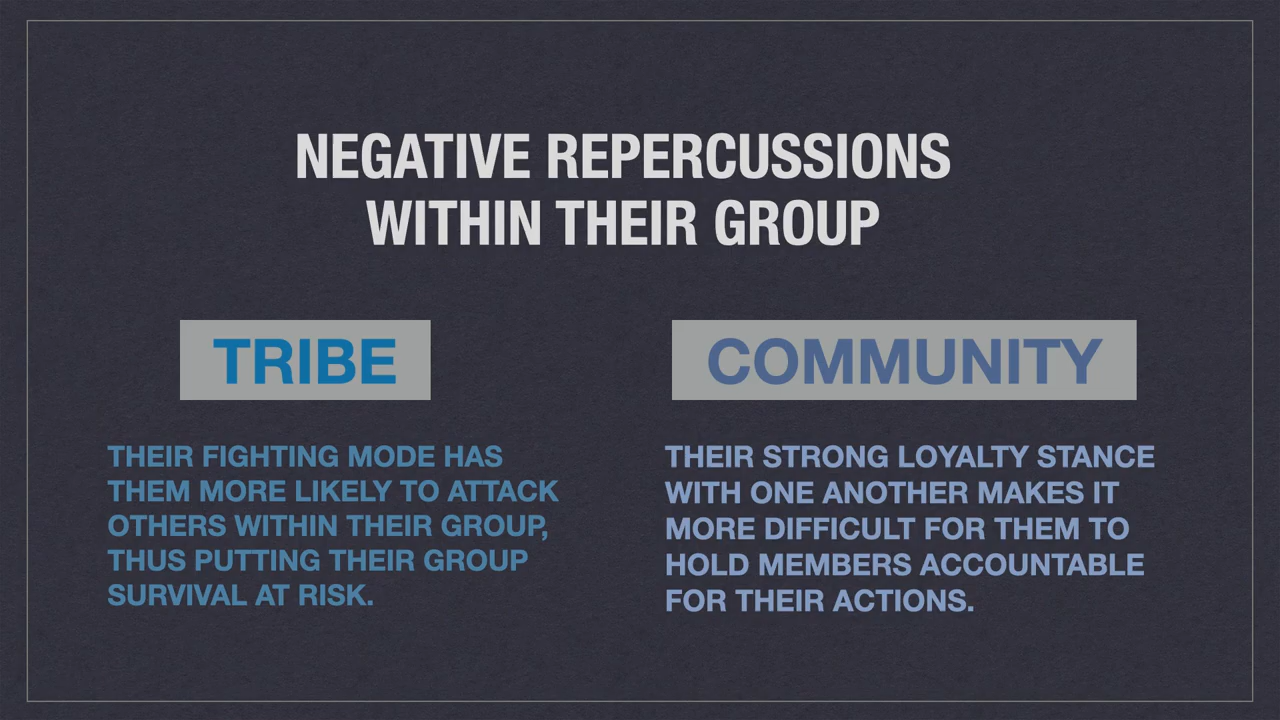 NEGATIVE REPERCUSSIONS
WITHIN THEIR GROUP
TRIBE
THEIR FIGHTING MODE HAS
THEM MORE LIKELY TO ATTACK
OTHERS WITHIN THEIR GROUP,
THUS PUTTING THEIR GROUP
SURVIVAL AT RISK.
COMMUNITY
THEIR STRONG LOYALTY STANCE
WITH ONE ANOTHER MAKES IT
MORE DIFFICULT FOR THEM TO
HOLD MEMBERS ACCOUNTABLE
FOR THEIR ACTIONS.